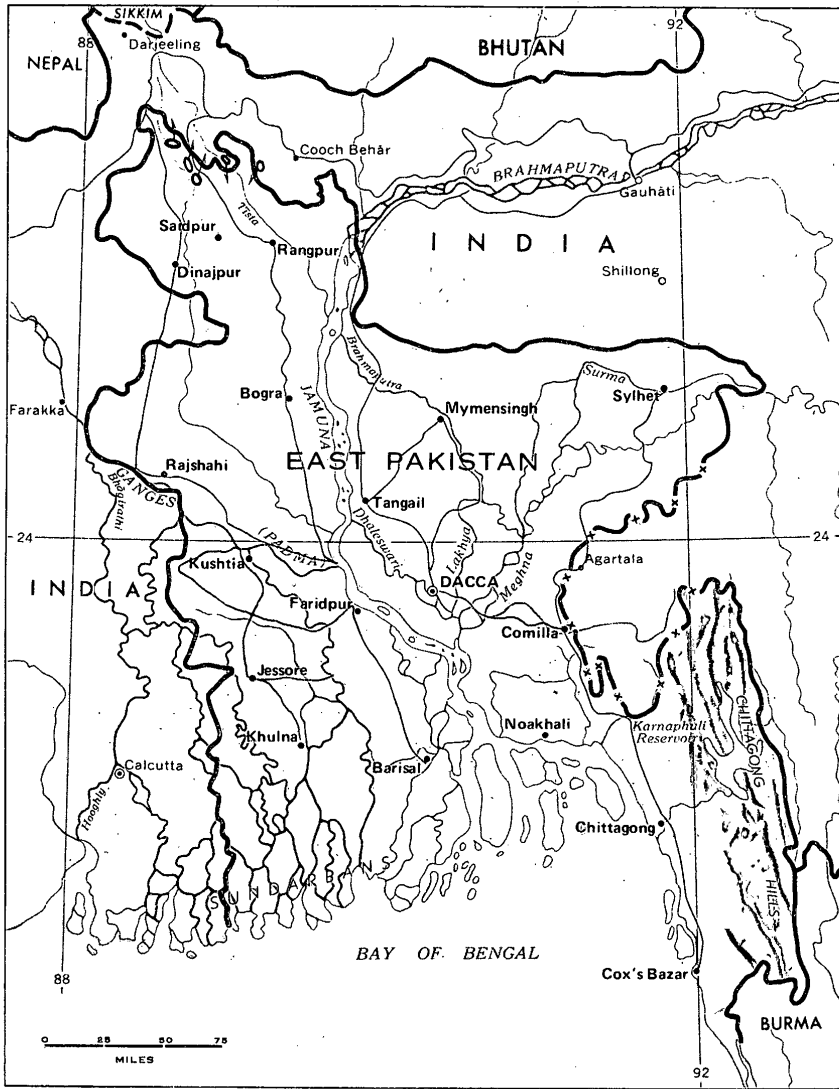 SIKKIM
88
Darjeeling
NEPAL
BHUTAN
92
Cooch Behâr
BRAHMAPUTRA
Gauhâti
Tista
Saidpur
Rangpur
INDIA
Dinajpur
Shillong
Brahmaputra
Surma
Sylhet
Bogra
JAMUNA
Farakka
Mymensingh
EAST PAKISTAN
Rajshahi
GANGES
Bhagirathi
Tangail
24
(PADMA)
Dhaleswari
Lakhya
Meghna
24
Agartala
Kushtia
INDIA
DACCA
Faridpur
Comilla
Jessore
CHITTAGONG
HILLS
Noakhali
Karnaphuli
Reservoir
Khulna
Barisal
Calcutta
Hooghly
Chittagong
SUNDARBANS
BAY OF BENGAL
88
Cox's Bazar
BURMA
0 25 50 75
MILES
92